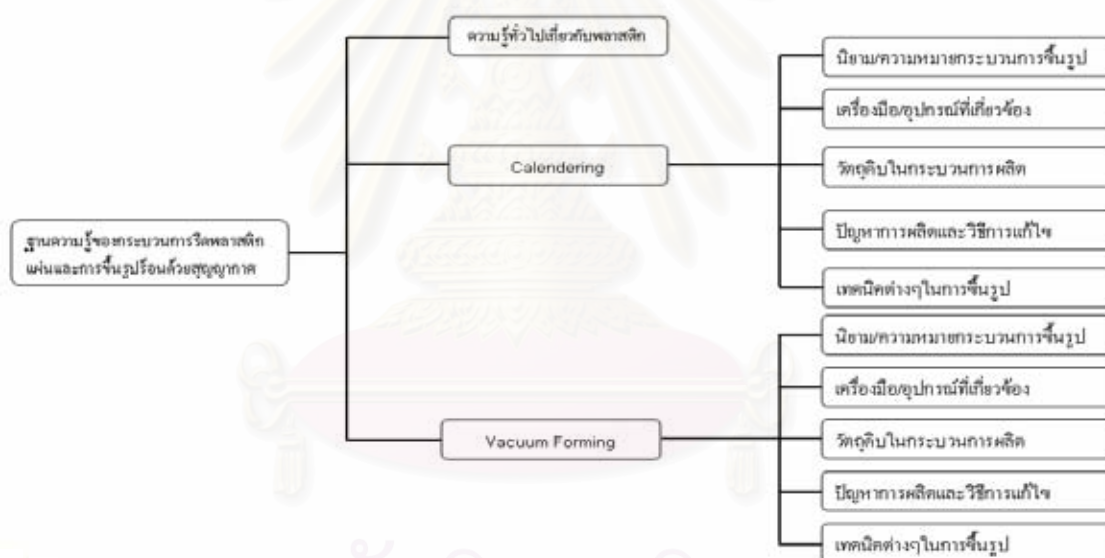 ความรู้ทั่วไปเกี่ยวกับพลาสติก
นิยาม/ความหมายกระบวนการขึ้นรูป
เครื่องมือ/อุปกรณ์ที่เกี่ยวข้อง
Calendering
วัตถุดิบในกระบวนการผลิต
ปัญหาการผลิตและวิธีการแก้ไข
เทคนิคต่างๆในการขึ้นรูป
ฐานความรู้ของกระบวนการรีดพลาสติก
แผ่นและการขึ้นรูปร้อนด้วยสุญญากาศ
นิยาม/ความหมายกระบวนการขึ้นรูป
เครื่องมือ/อุปกรณ์ที่เกี่ยวข้อง
Vacuum Forming
วัตถุดิบในกระบวนการผลิต
ปัญหาการผลิตและวิธีการแก้ไข
เทคนิคต่างๆในการขึ้นรูป